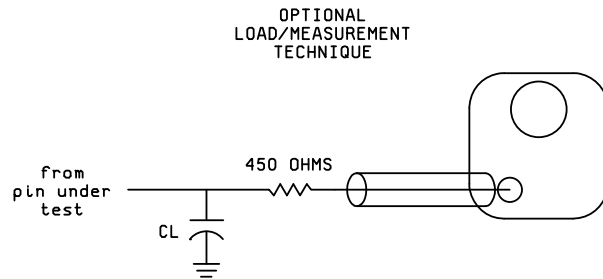 OPTIONAL
LOAD/MEASUREMENT
TECHNIQUE
450 OHMS
from
pin under
test
CL